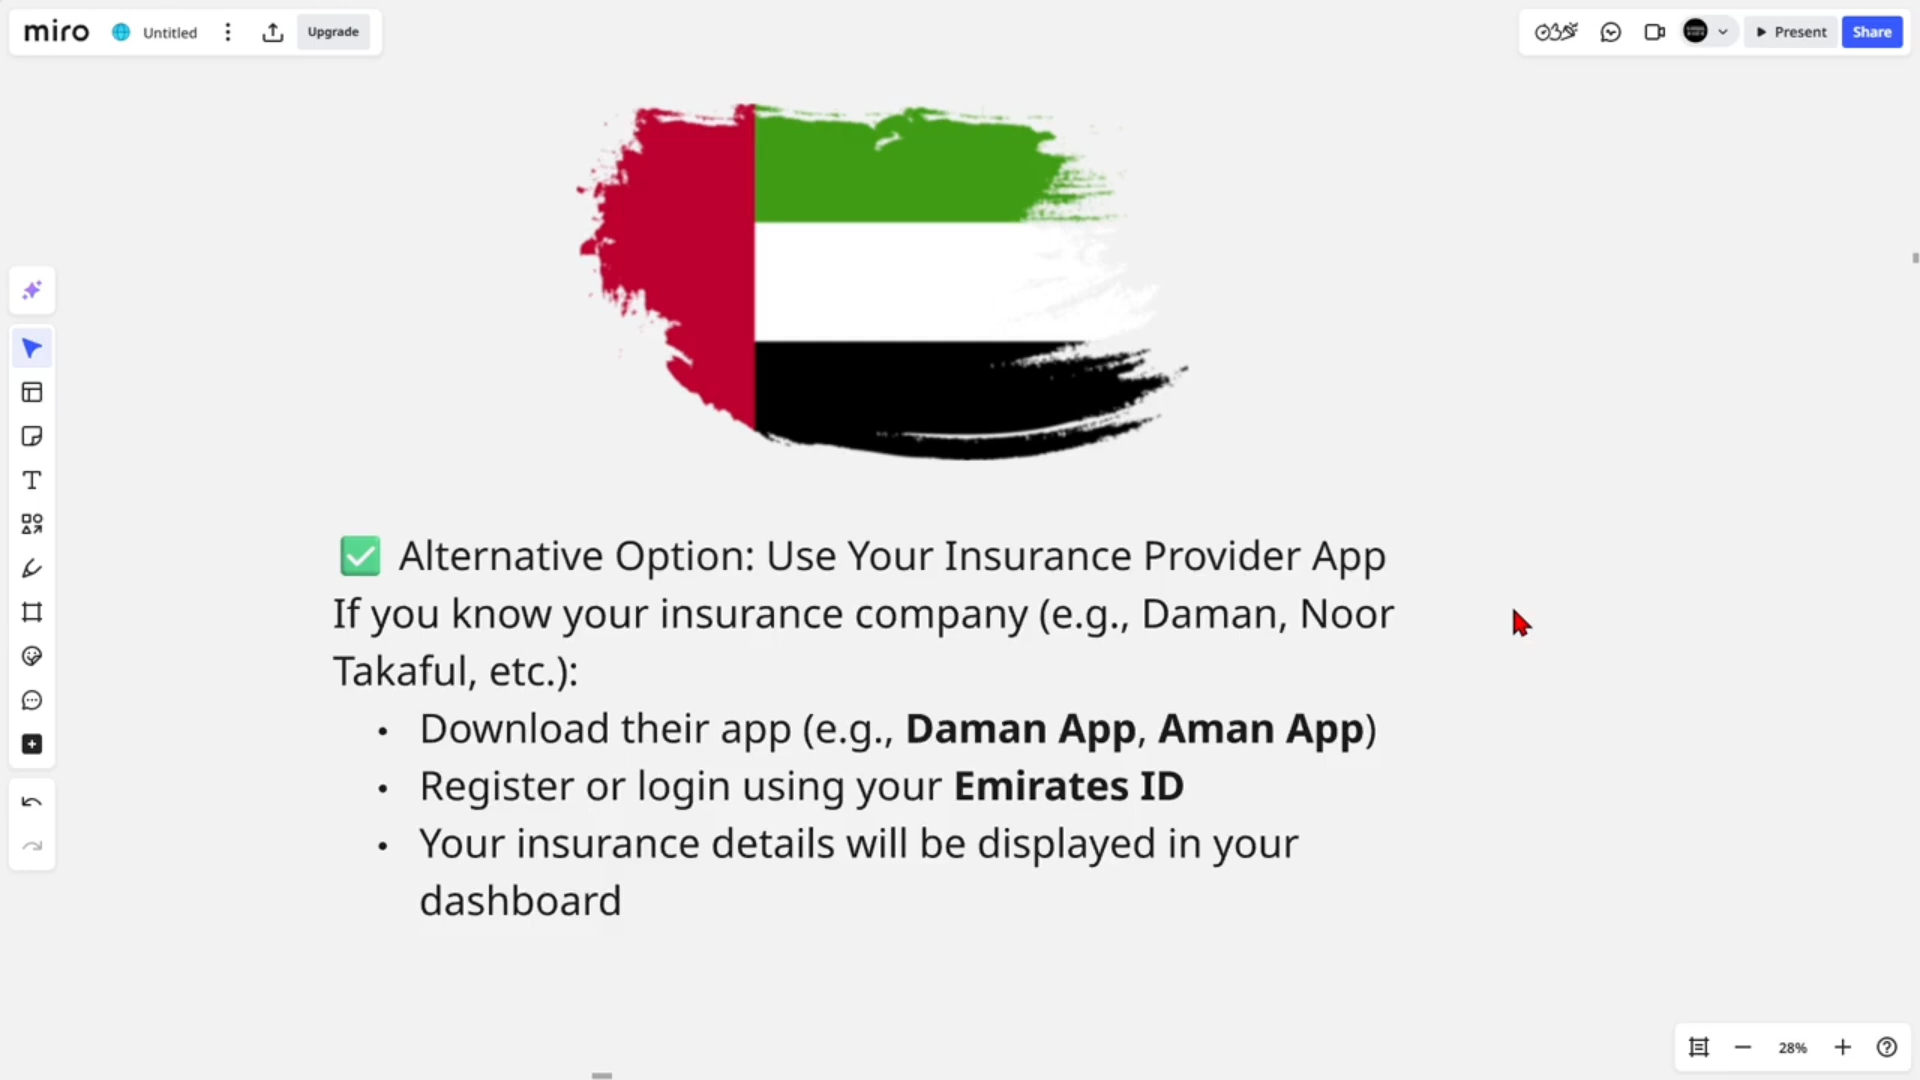 miro
Untitled
Upgrade
Present
Share
✅ Alternative Option: Use Your Insurance Provider App
If you know your insurance company (e.g., Daman, Noor
Takaful, etc.):
• Download their app (e.g., Daman App, Aman App)
• Register or login using your Emirates ID
• Your insurance details will be displayed in your
dashboard
28%